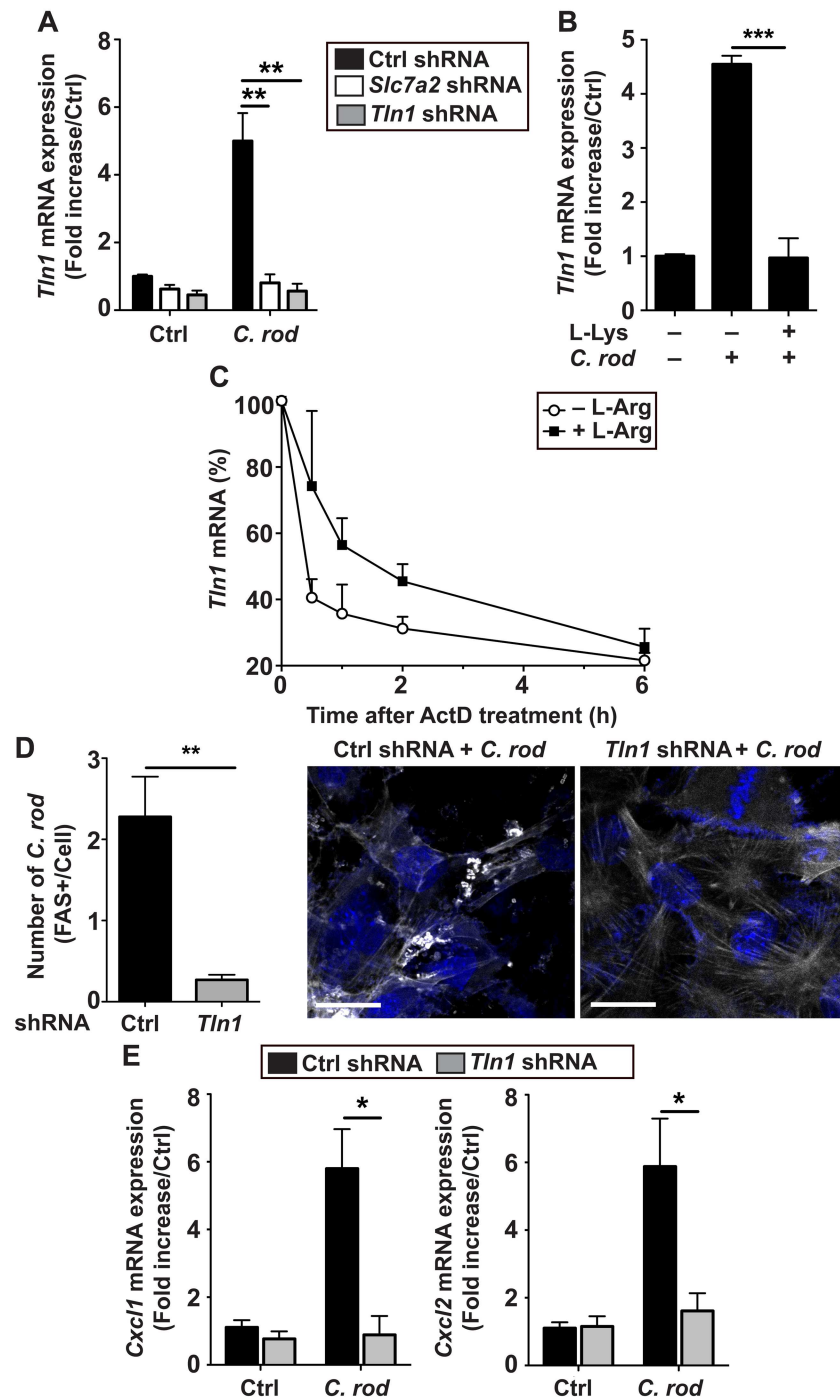 A
Tln1 mRNA expression
(Fold increase/Ctrl)
8
6
4
2
0
**
**
Ctrl
C. rod
Ctrl shRNA
Slc7a2 shRNA
Tln1 shRNA
B
Tln1 mRNA expression
(Fold increase/Ctrl)
5
4
3
2
1
0
***
L-Lys – – +
C. rod – + +
C
Tln1 mRNA (%)
100
80
60
40
20
0 2 4 6
Time after ActD treatment (h)
– L-Arg
+ L-Arg
D
Number of C. rod
(FAS+/Cell)
3
2
1
0
**
shRNA Ctrl Tln1
Ctrl shRNA + C. rod
Tln1 shRNA + C. rod
E
Ctrl shRNA Tln1 shRNA
Cxcl1 mRNA expression
(Fold increase/Ctrl)
8
6
4
2
0
*
Ctrl C. rod
Cxcl2 mRNA expression
(Fold increase/Ctrl)
8
6
4
2
0
*
Ctrl C. rod